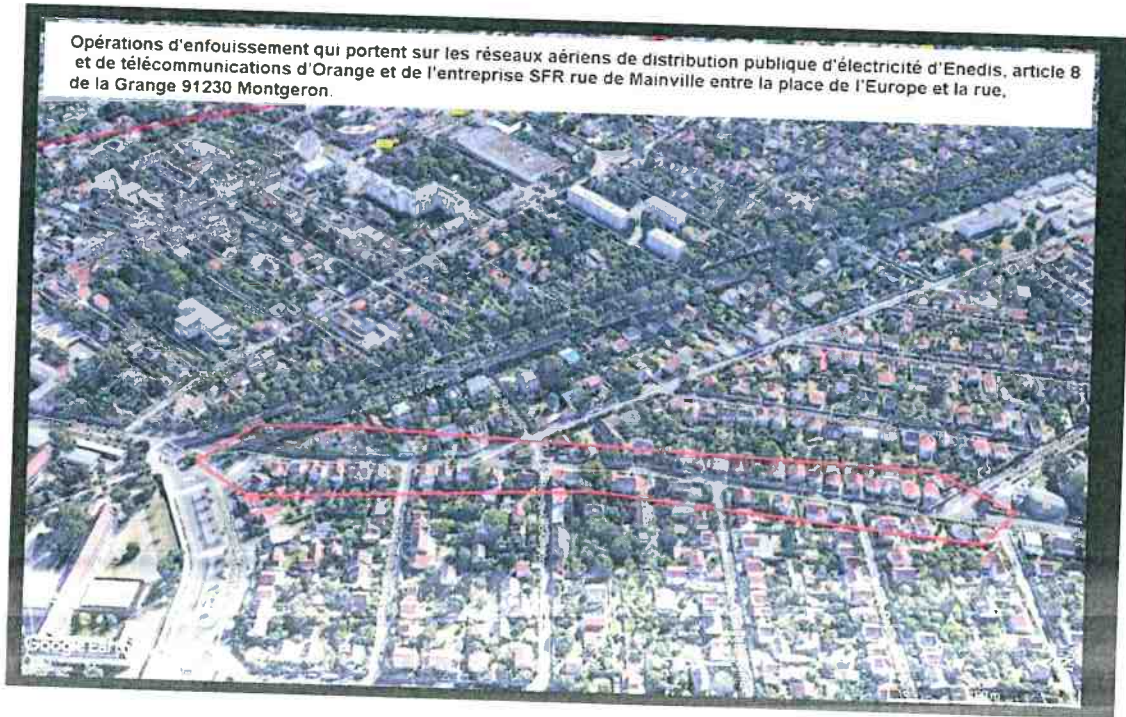 Opérations d'enfouissement qui portent sur les réseaux aériens de distribution publique d'électricité d'Enedis, article 8
et de télécommunications d'Orange et de l'entreprise SFR rue de Mainville entre la place de l'Europe et la rue,
de la Grange 91230 Montgeron.
Google Earth